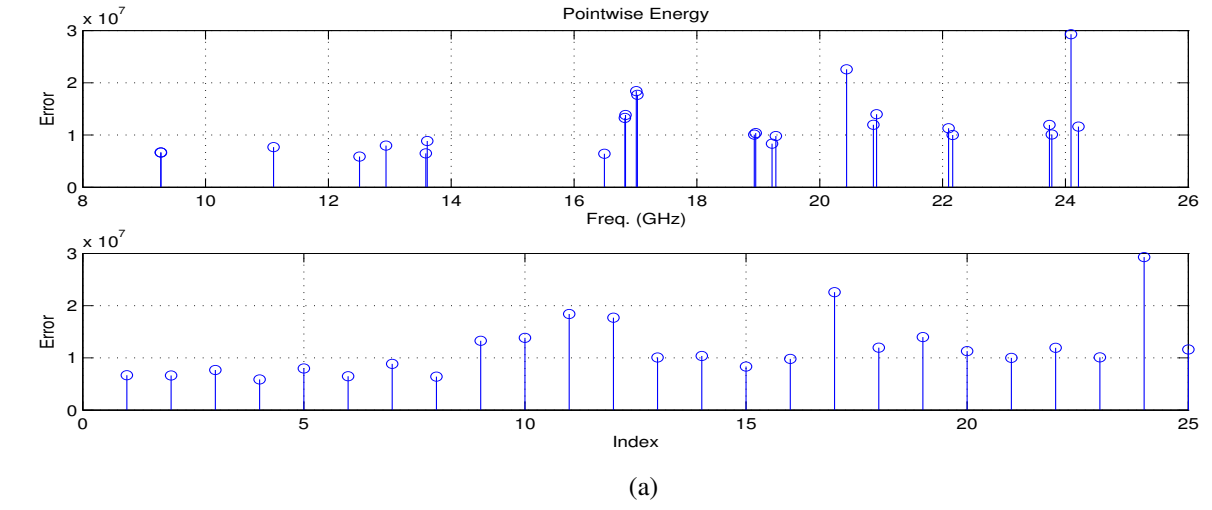 Pointwise Energy
x 10^7
3
2
1
0
Error
8 10 12 14 16 18 20 22 24 26
Freq. (GHz)
x 10^7
3
2
1
0
Error
0 5 10 15 20 25
Index
(a)